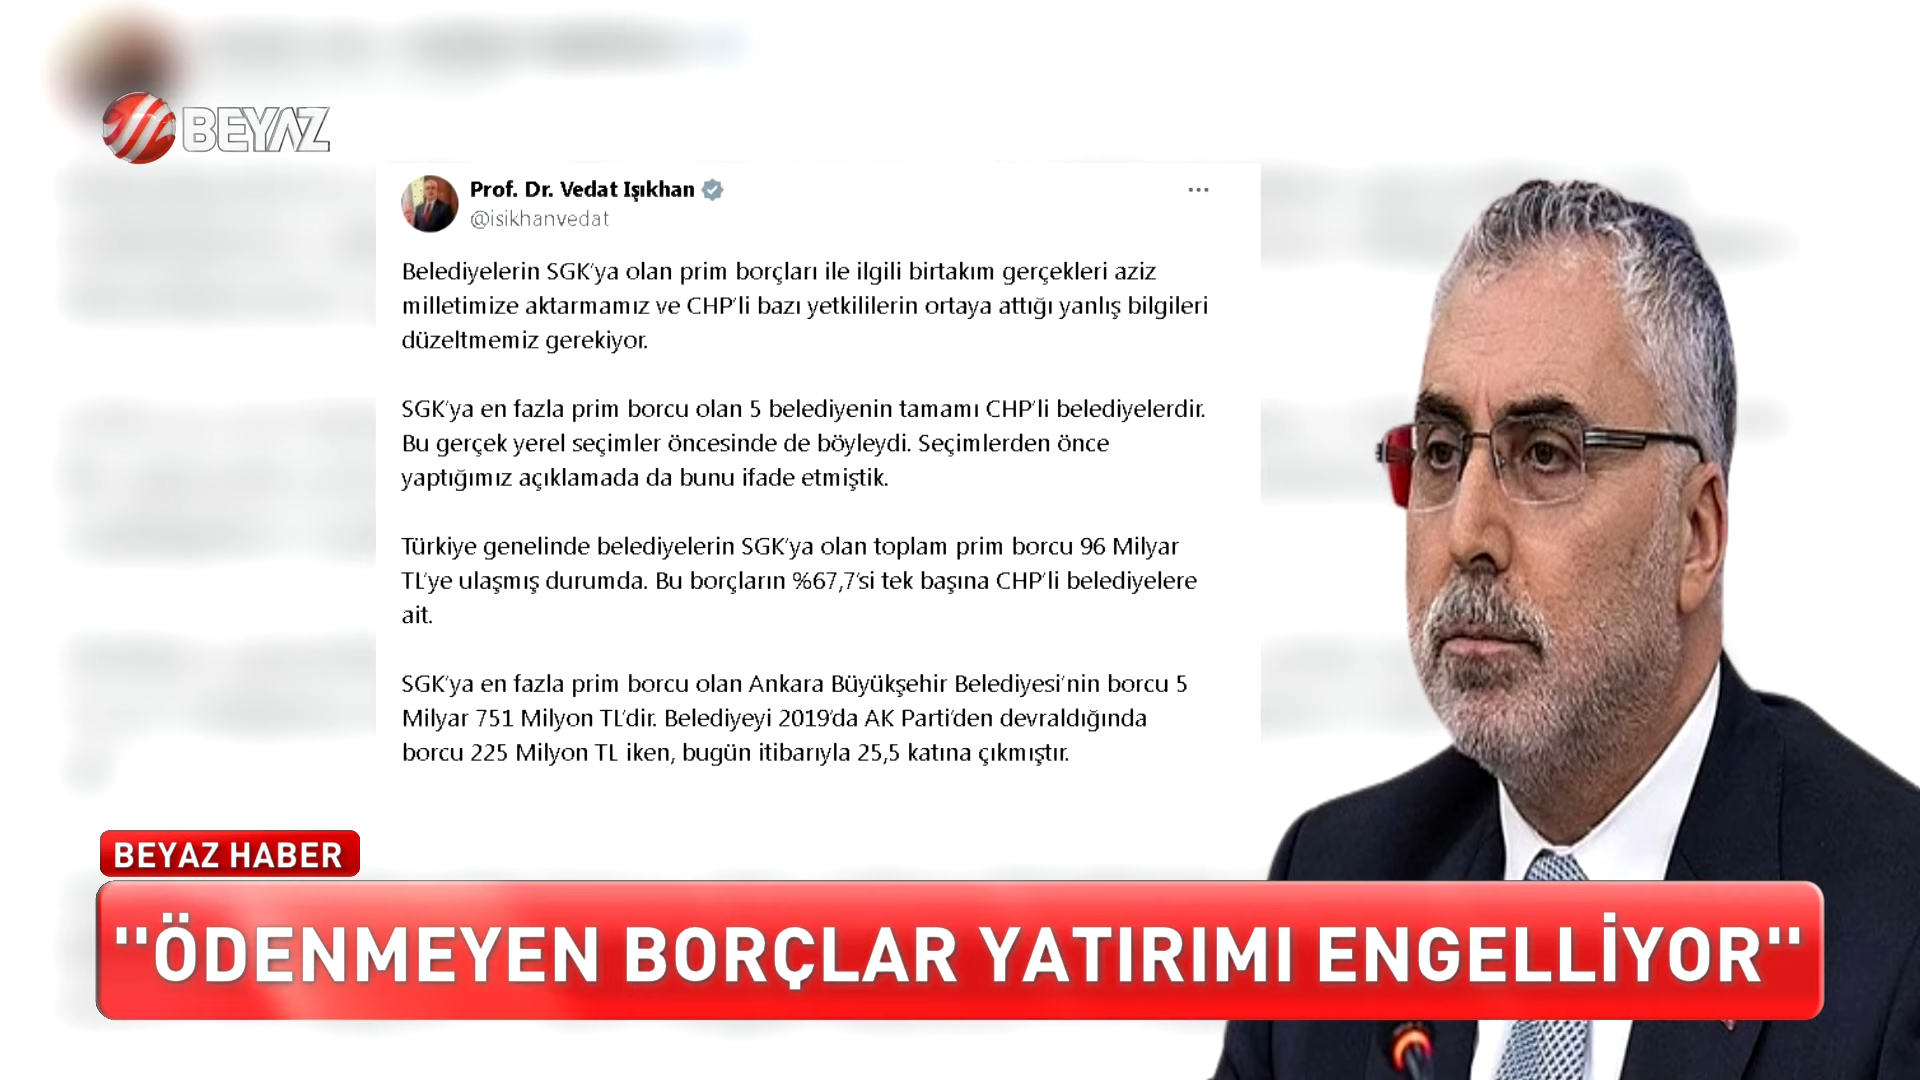 BEYAZ
Prof. Dr. Vedat Işıkhan
@isikhanvedat
Belediyelerin SGK'ya olan prim borçları ile ilgili birtakım gerçekleri aziz
milletimize aktarmamız ve CHP'li bazı yetkililerin ortaya attığı yanlış bilgileri
düzeltmemiz gerekiyor.
SGK'ya en fazla prim borcu olan 5 belediyenin tamamı CHP'li belediyelerdir.
Bu gerçek yerel seçimler öncesinde de böyleydi. Seçimlerden önce
yaptığımız açıklamada da bunu ifade etmiştik.
Türkiye genelinde belediyelerin SGK'ya olan toplam prim borcu 96 Milyar
TL'ye ulaşmış durumda. Bu borçların %67,7'si tek başına CHP'li belediyelere
ait.
SGK'ya en fazla prim borcu olan Ankara Büyükşehir Belediyesi'nin borcu 5
Milyar 751 Milyon TL'dir. Belediyeyi 2019'da AK Parti'den devraldığında
borcu 225 Milyon TL iken, bugün itibarıyla 25,5 katına çıkmıştır.
BEYAZ HABER
"ÖDENMEYEN BORÇLAR YATIRIMI ENGELLİYOR"